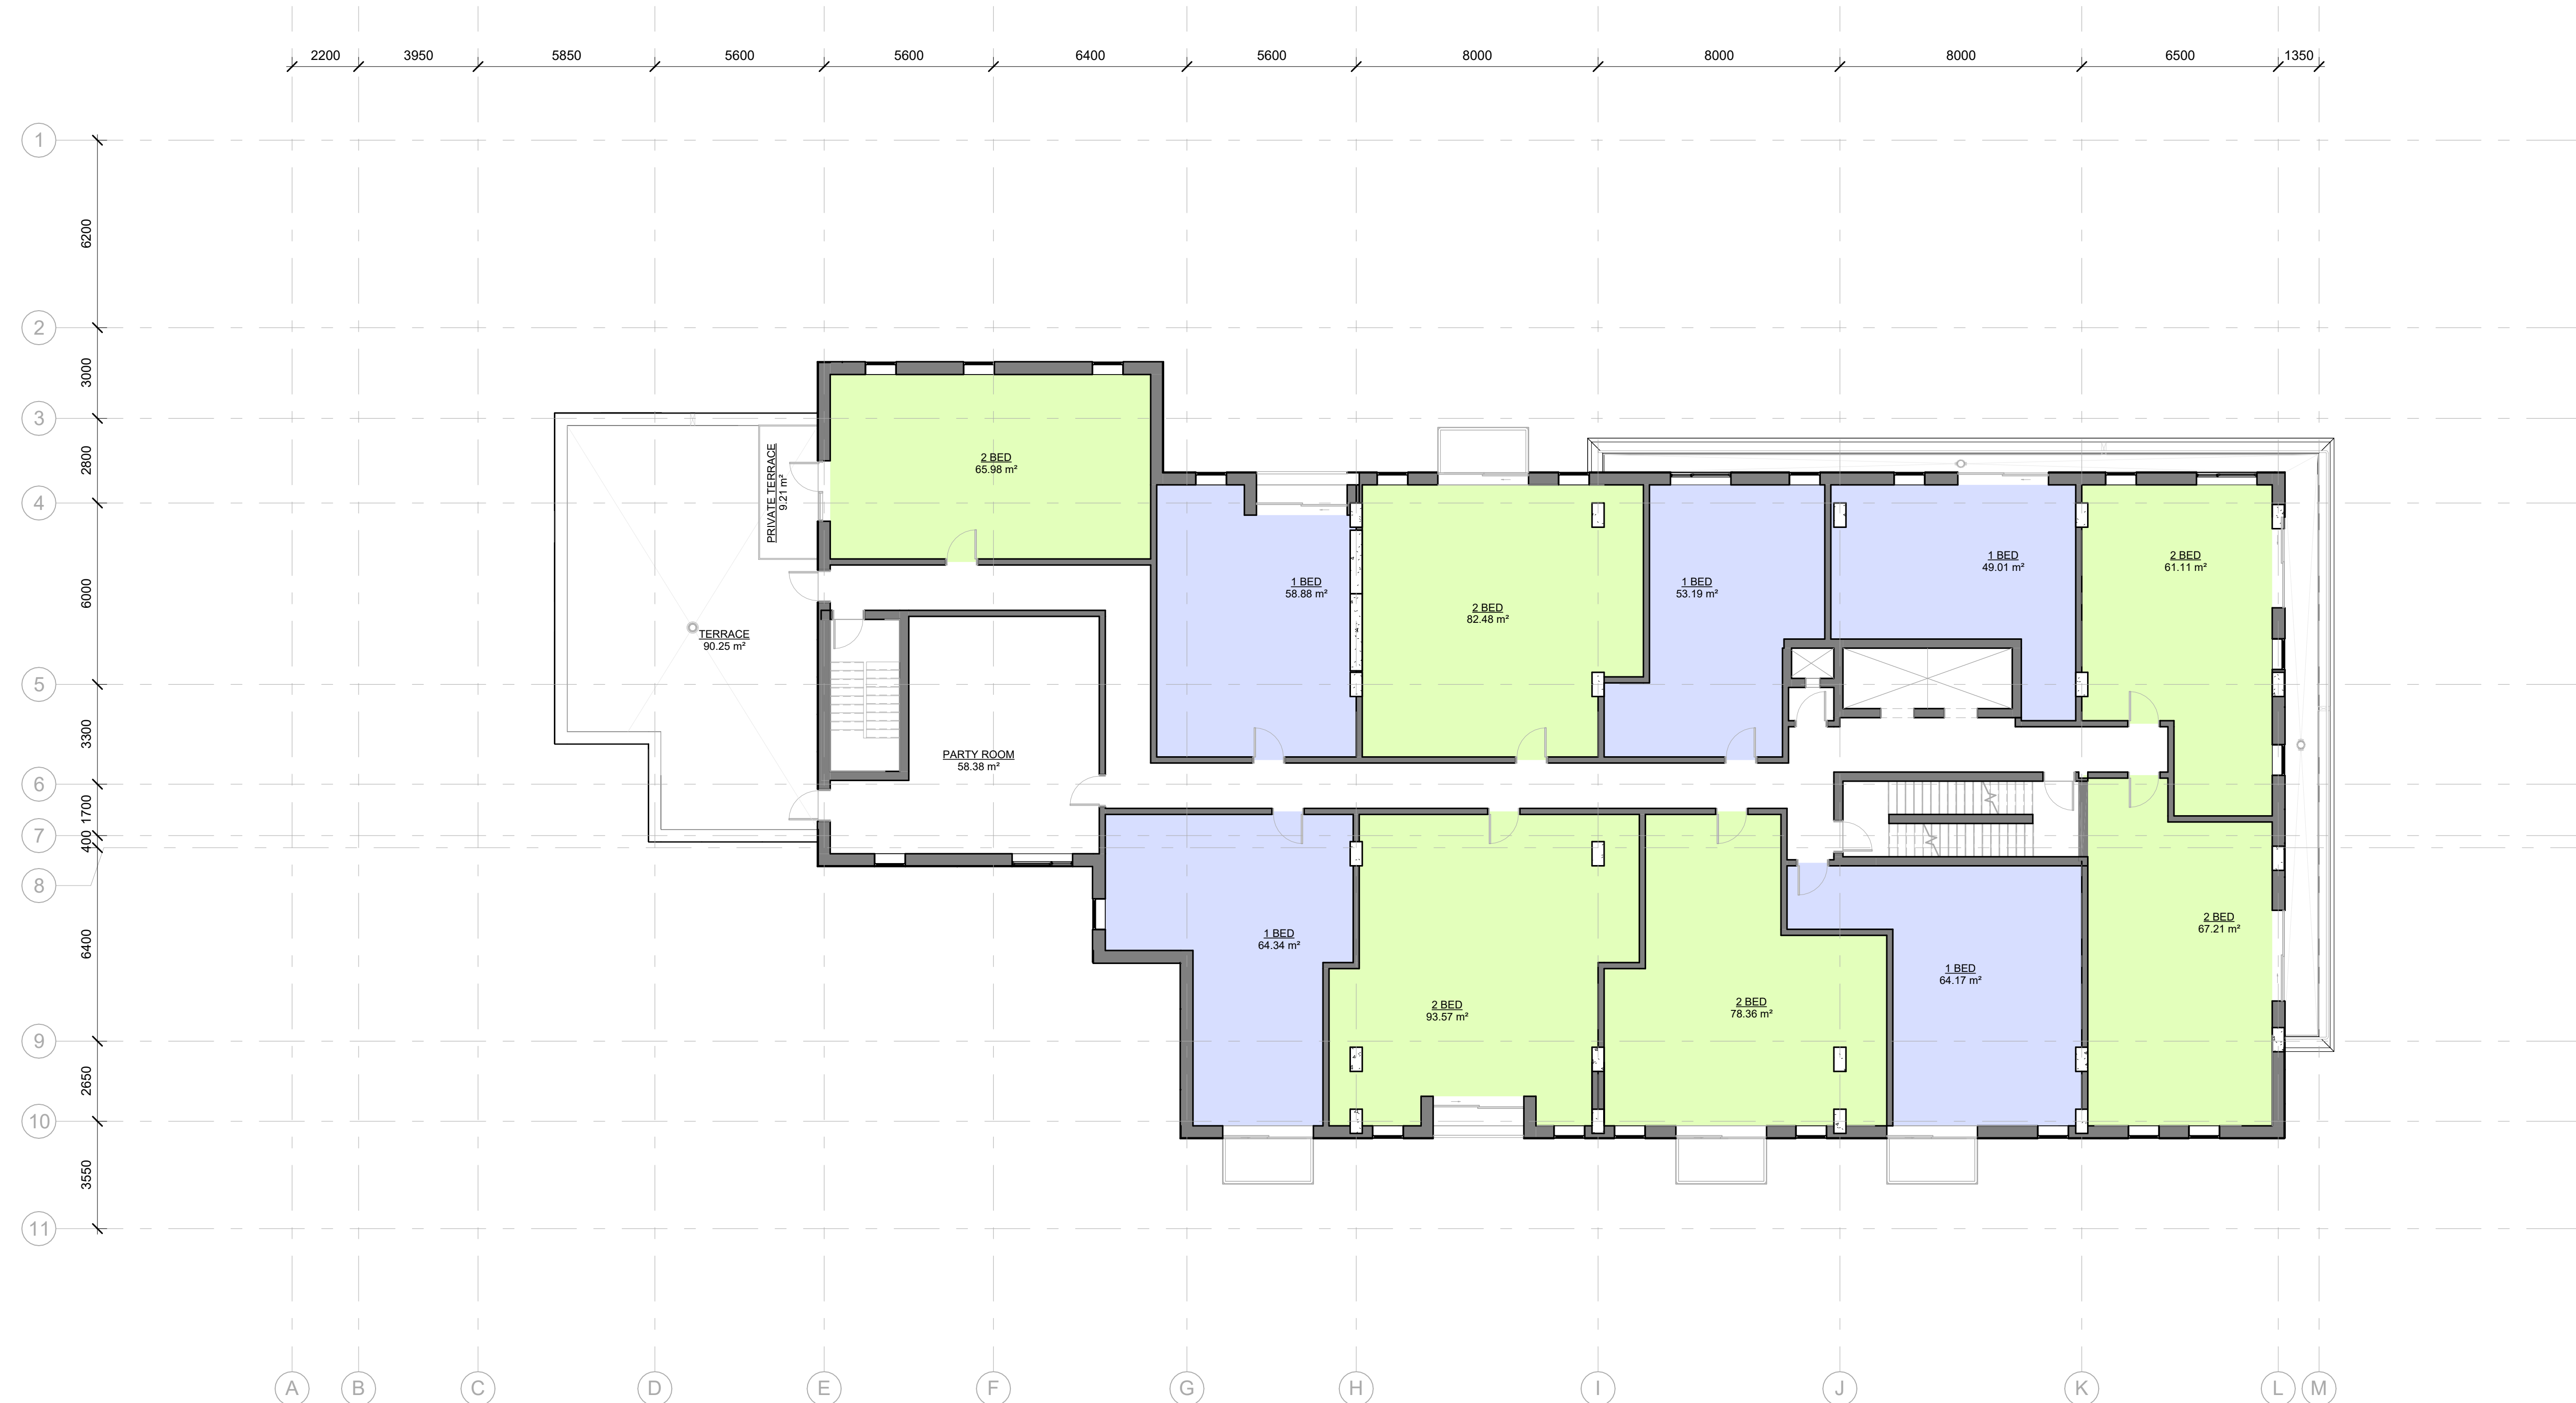 2200 3950 5850 5600 5600 6400 5600 8000 8000 8000 6500 1350
1
6200
2
3000
3
2800
4
6000
5
3300
6
1700
7
400
8
6400
9
2650
10
3550
11
2 BED
65.98 m²
PRIVATE TERRACE
9.21 m²
TERRACE
90.25 m²
PARTY ROOM
58.38 m²
1 BED
58.88 m²
2 BED
82.48 m²
1 BED
53.19 m²
1 BED
49.01 m²
2 BED
61.11 m²
1 BED
64.34 m²
2 BED
93.57 m²
2 BED
78.36 m²
1 BED
64.17 m²
2 BED
67.21 m²
A B C D E F G H I J K L M